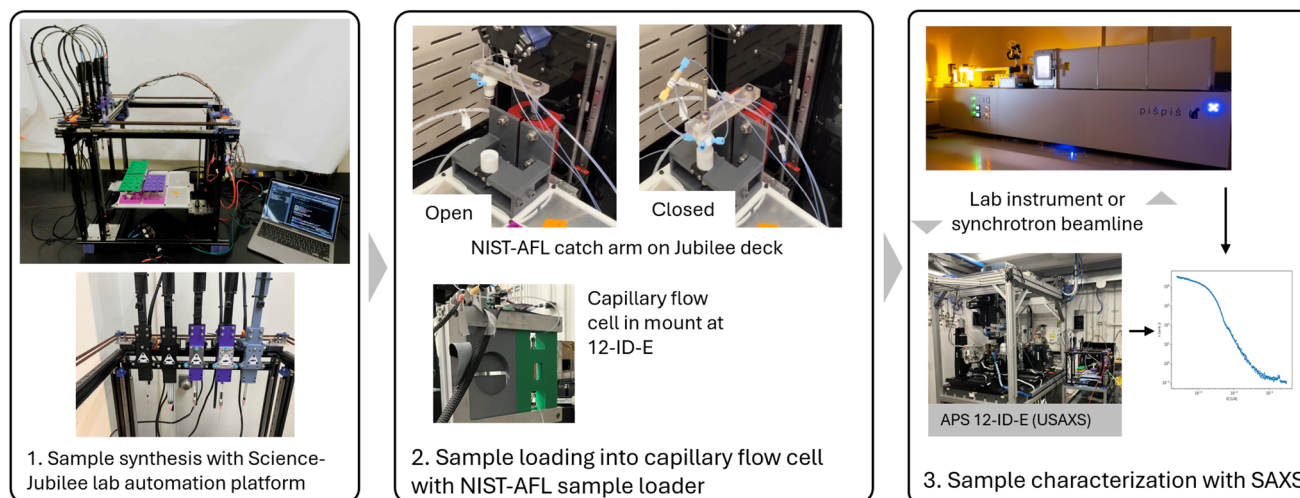 1. Sample synthesis with Science-
Jubilee lab automation platform
Open
Closed
NIST-AFL catch arm on Jubilee deck
Capillary flow
cell in mount at
12-ID-E
2. Sample loading into capillary flow cell
with NIST-AFL sample loader
pišpiš
Lab instrument or
synchrotron beamline
APS 12-ID-E (USAXS)
3. Sample characterization with SAXS